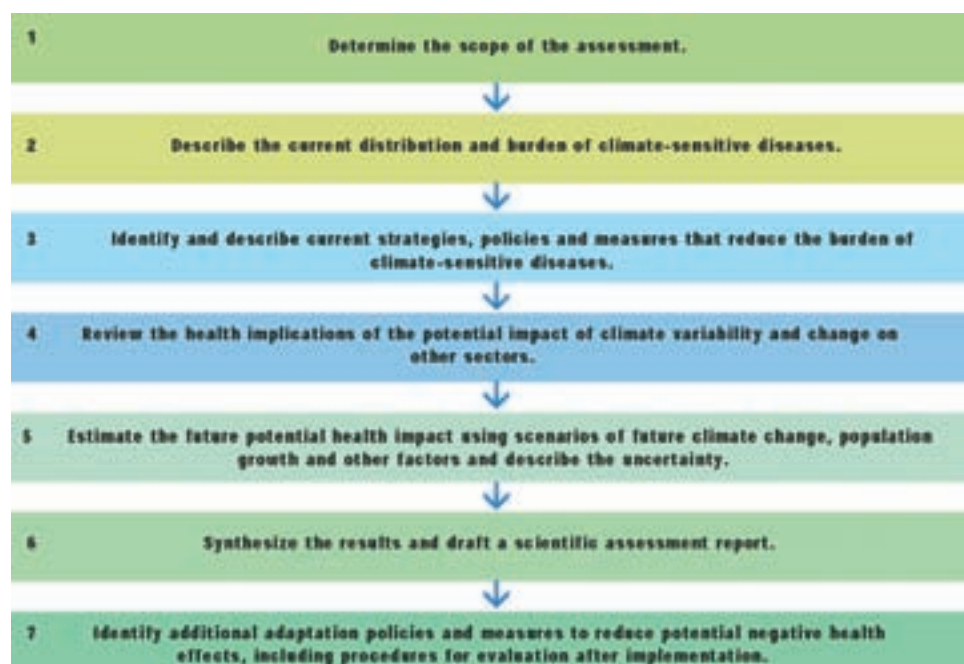 1 Determine the scope of the assessment.
2 Describe the current distribution and burden of climate-sensitive diseases.
3 Identify and describe current strategies, policies and measures that reduce the burden of
climate-sensitive diseases.
4 Review the health implications of the potential impact of climate variability and change on
other sectors.
5 Estimate the future potential health impact using scenarios of future climate change, population
growth and other factors and describe the uncertainty.
6 Synthesize the results and draft a scientific assessment report.
7 Identify additional adaptation policies and measures to reduce potential negative health
effects, including procedures for evaluation after implementation.